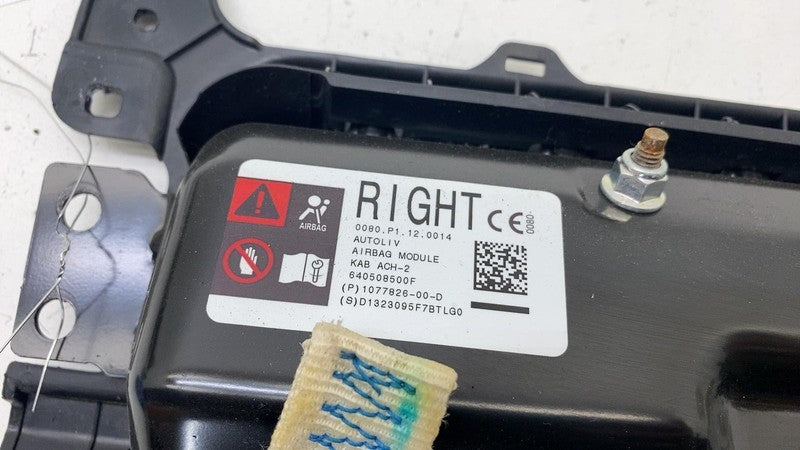 RIGHT CE 0080
0080.P1.12.0014
AUTOLIV
AIRBAG MODULE
KAB ACH-2
640508500F
(P)1077826-00-D
(S)D1323095F7BTLG0
AIRBAG